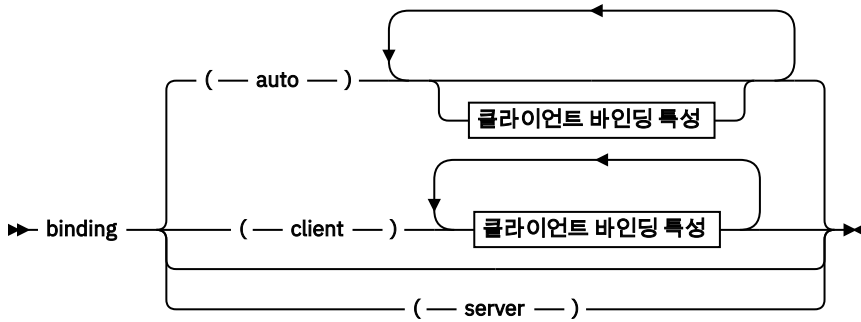 ( auto )
클라이언트 바인딩 특성
binding ( client ) 클라이언트 바인딩 특성
( server )